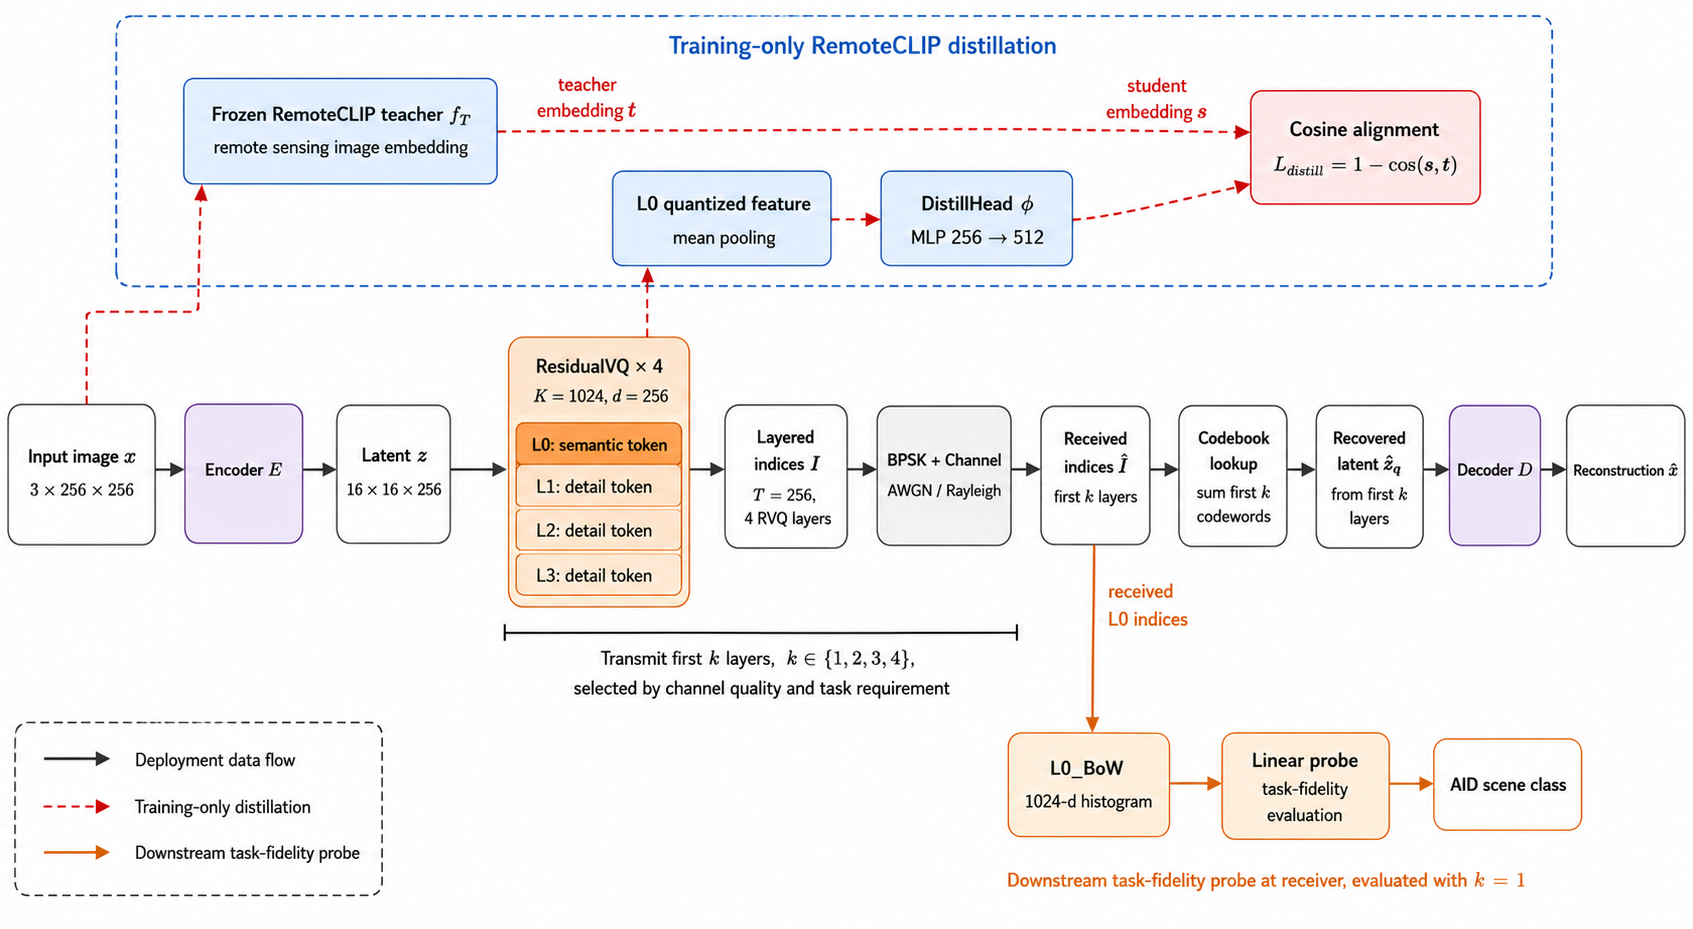 Training-only RemoteCLIP distillation
Frozen RemoteCLIP teacher f_T
remote sensing image embedding
teacher
embedding t
student
embedding s
Cosine alignment
L_distill = 1 − cos(s, t)
L0 quantized feature
mean pooling
DistillHead ϕ
MLP 256 → 512
Input image x
3 × 256 × 256
Encoder E
Latent z
16 × 16 × 256
ResidualVQ × 4
K = 1024, d = 256
L0: semantic token
L1: detail token
L2: detail token
L3: detail token
Layered
indices I
T = 256,
4 RVQ layers
BPSK + Channel
AWGN / Rayleigh
Received
indices Î
first k layers
Codebook
lookup
sum first k
codewords
Recovered
latent ẑ_q
from first k
layers
Decoder D
Reconstruction x̂
received
L0 indices
Transmit first k layers, k ∈ {1, 2, 3, 4},
selected by channel quality and task requirement
Deployment data flow
Training-only distillation
Downstream task-fidelity probe
L0_BoW
1024-d histogram
Linear probe
task-fidelity
evaluation
AID scene class
Downstream task-fidelity probe at receiver, evaluated with k = 1